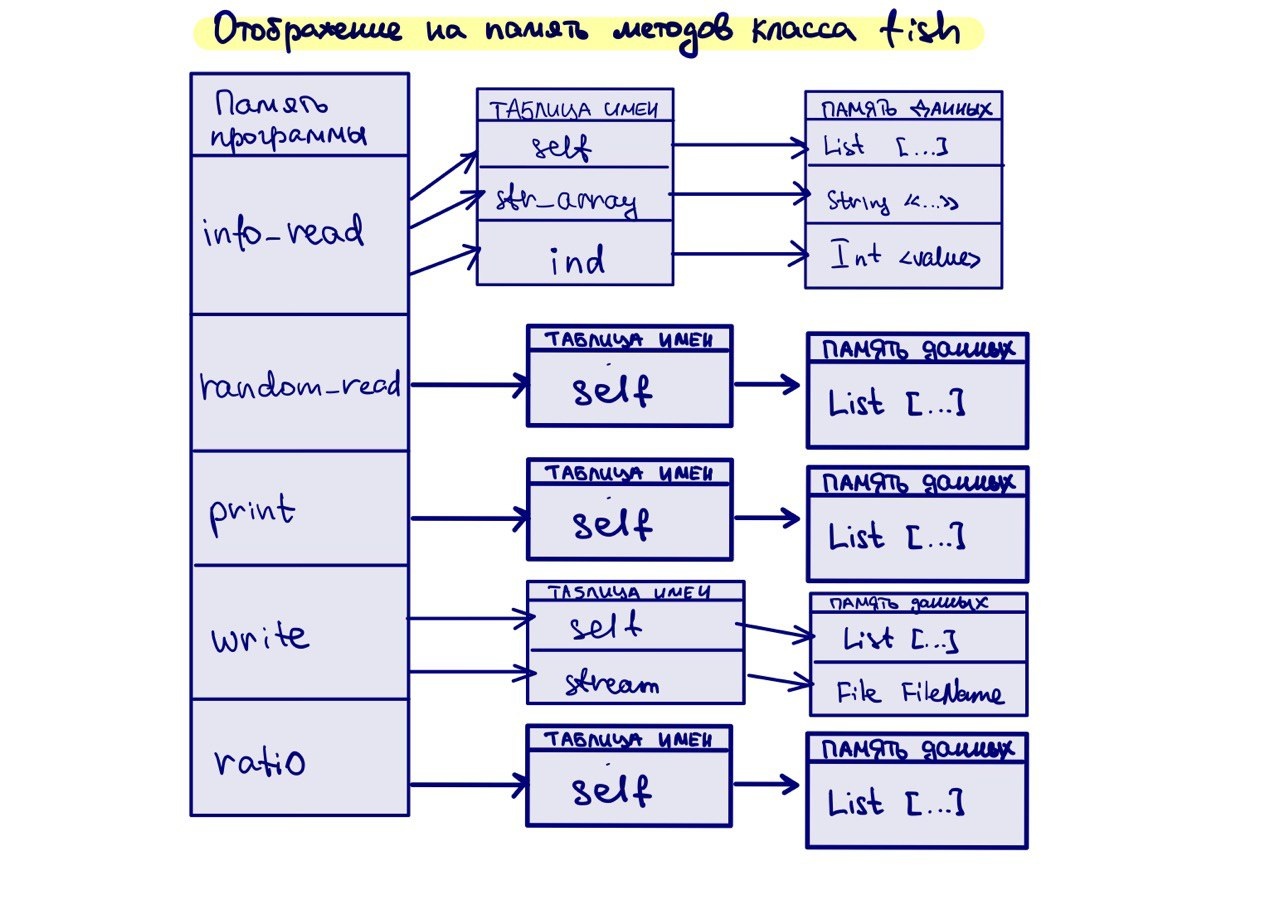 Отображение на память методов класса fish
Память
программы
info_read
random_read
print
write
ratio
ТАБЛИЦА ИМЕН
self
str_array
ind
ПАМЯТЬ ДАННЫХ
List [...]
String «...»
Int <value>
ТАБЛИЦА ИМЕН
self
ПАМЯТЬ данных
List [...]
ТАБЛИЦА ИМЕН
self
ПАМЯТЬ данных
List [...]
ТАБЛИЦА ИМЕН
self
stream
ПАМЯТЬ данных
List [...]
File FileName
ТАБЛИЦА ИМЕН
self
ПАМЯТЬ данных
List [...]